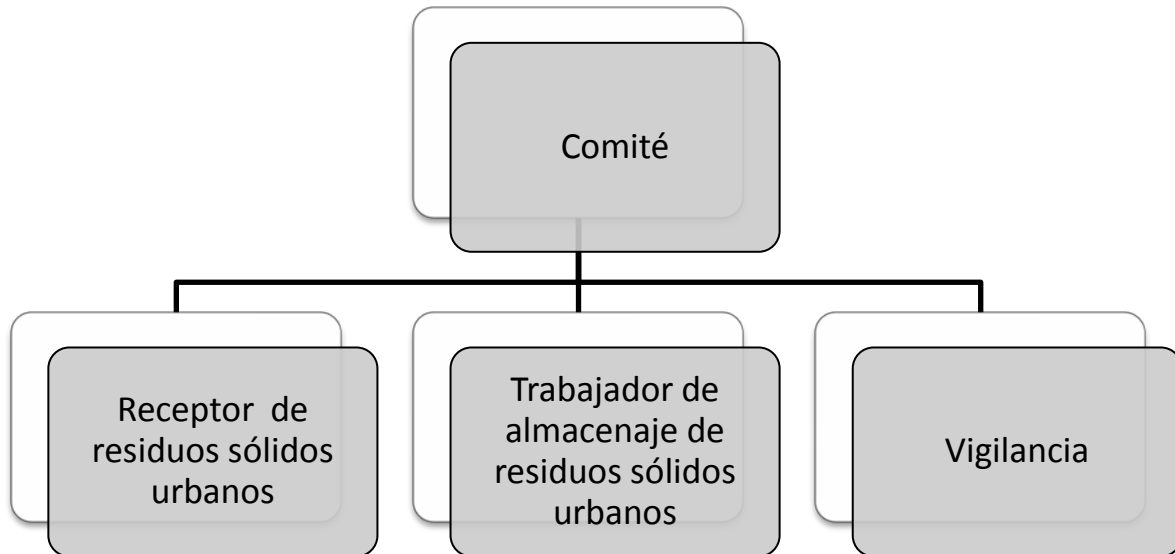 Comité
Receptor de
residuos sólidos
urbanos
Trabajador de
almacenaje de
residuos sólidos
urbanos
Vigilancia